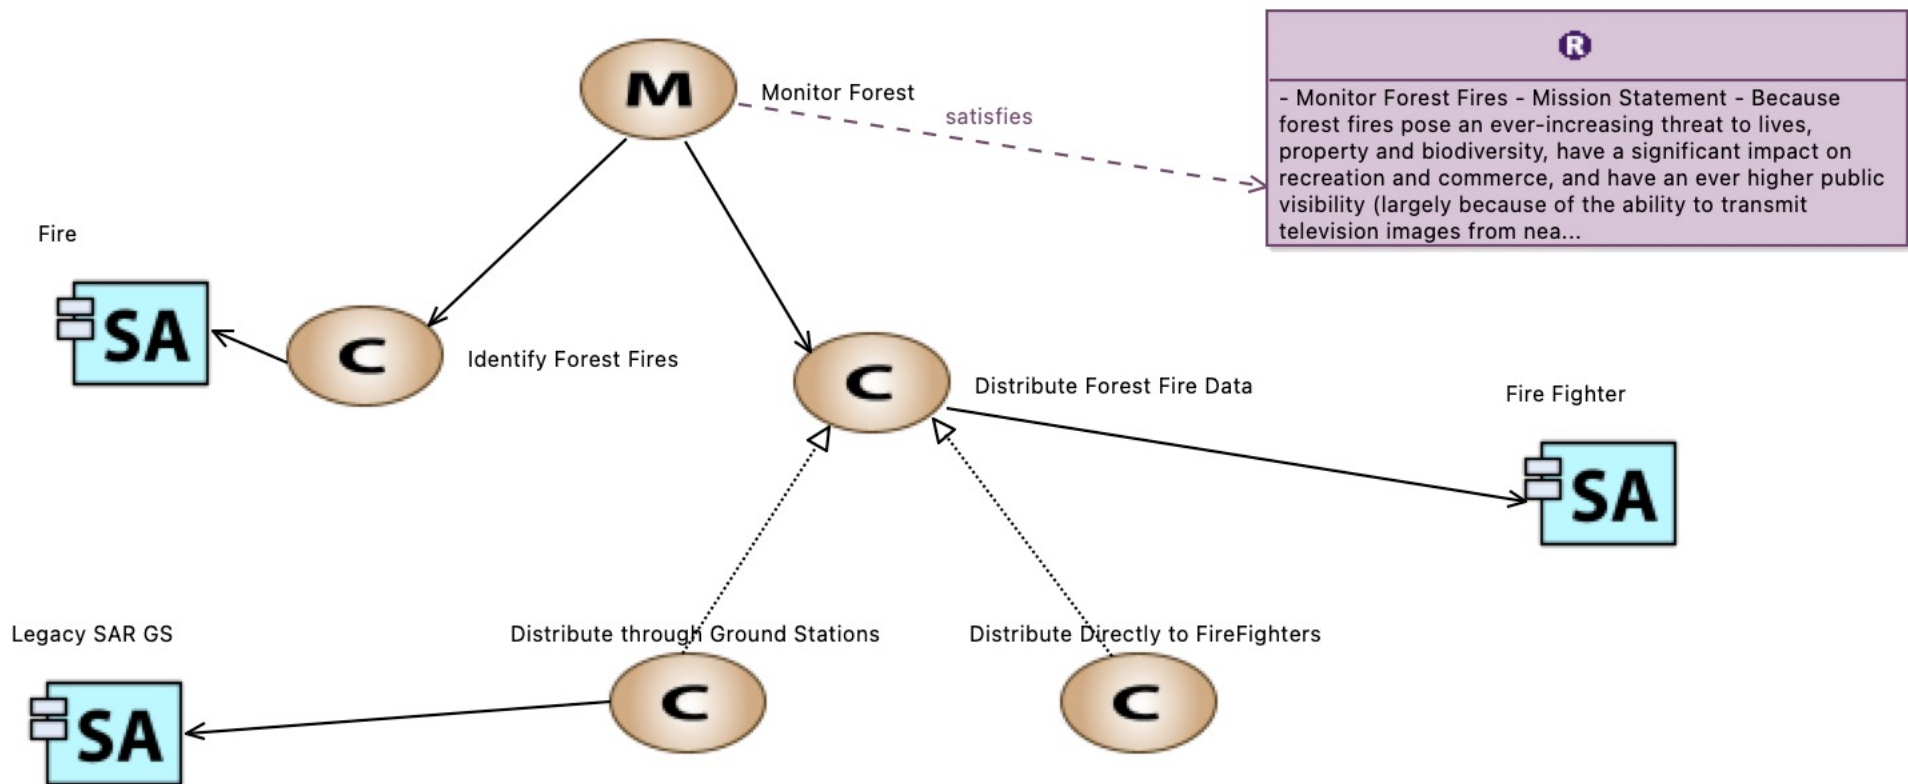 R
M
Monitor Forest
satisfies
- Monitor Forest Fires - Mission Statement - Because
forest fires pose an ever-increasing threat to lives,
property and biodiversity, have a significant impact on
recreation and commerce, and have an ever higher public
visibility (largely because of the ability to transmit
television images from nea...
Fire
SA
C
Identify Forest Fires
C
Distribute Forest Fire Data
Fire Fighter
SA
Legacy SAR GS
Distribute through Ground Stations
Distribute Directly to FireFighters
SA
C
C